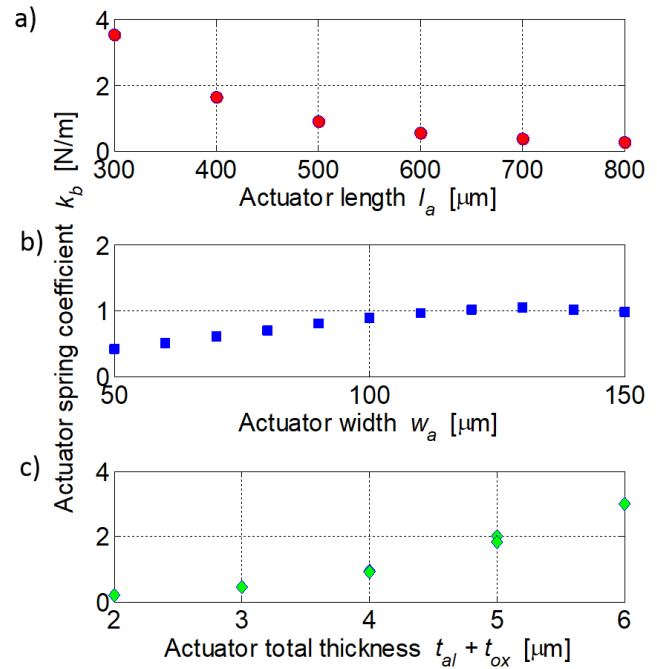 a)
4
2
0
300 400 500 600 700 800
Actuator length l_a [μm]
Actuator spring coefficient k_b [N/m]
b)
2
1
0
50 100 150
Actuator width w_a [μm]
c)
4
2
0
2 3 4 5 6
Actuator total thickness t_al + t_ox [μm]